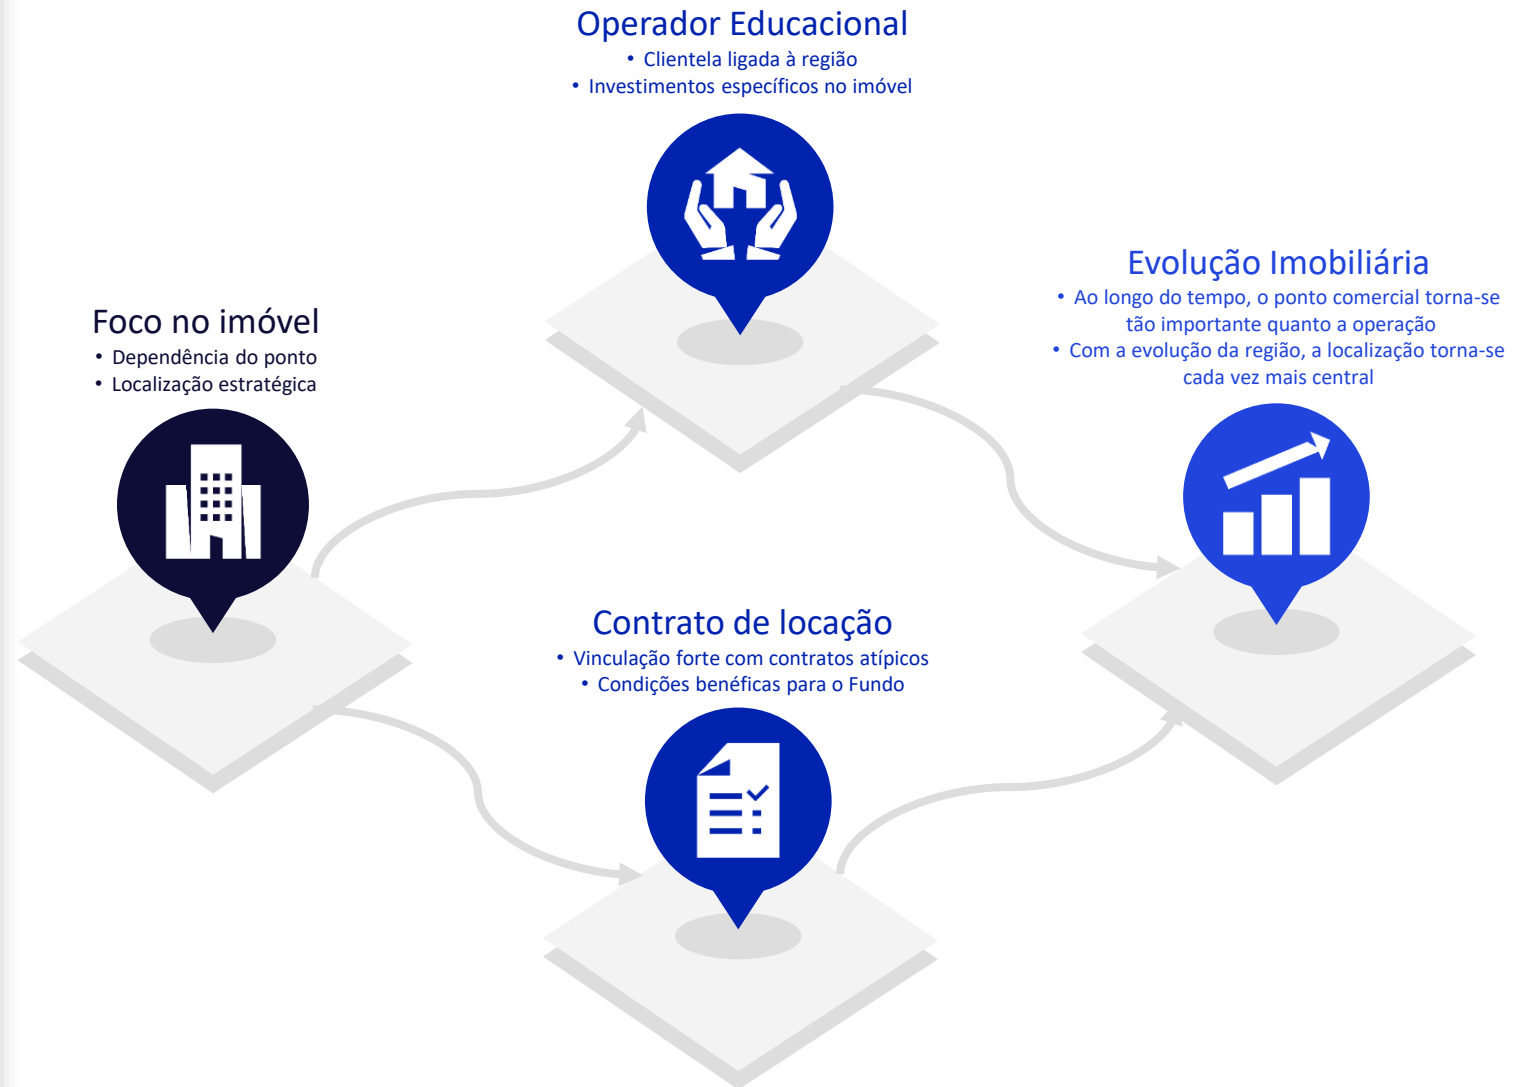 Operador Educacional
• Clientela ligada à região
• Investimentos específicos no imóvel
Foco no imóvel
• Dependência do ponto
• Localização estratégica
Evolução Imobiliária
• Ao longo do tempo, o ponto comercial torna-se
tão importante quanto a operação
• Com a evolução da região, a localização torna-se
cada vez mais central
Contrato de locação
• Vinculação forte com contratos atípicos
• Condições benéficas para o Fundo